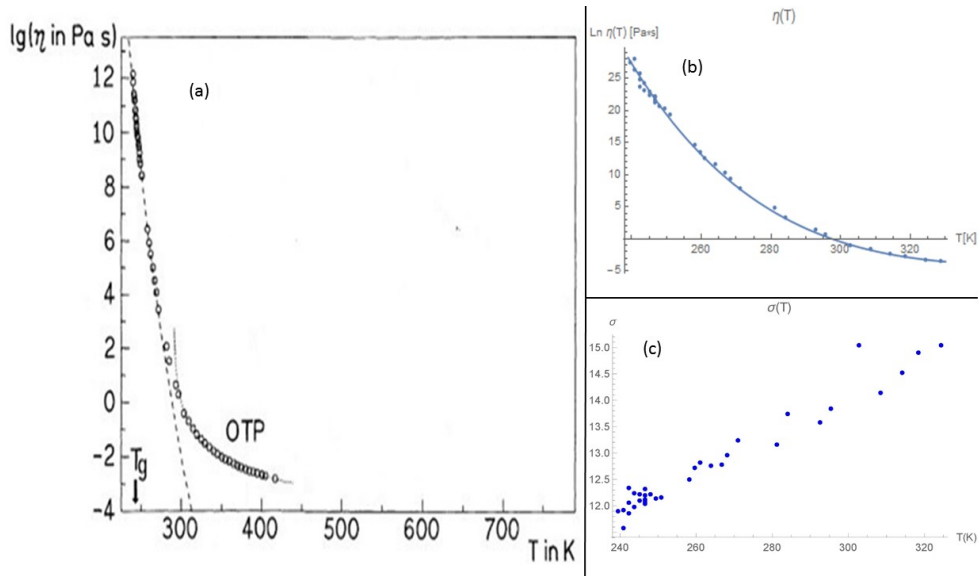 lg(η in Pa s)
(a)
12
10
8
6
4
2
0
-2
-4
OTP
Tg
300
400
500
600
700
T in K
η(T)
Ln η(T) [Pa*s]
(b)
25
20
15
10
5
-5
260
280
300
320
T[K]
σ(T)
σ
(c)
15.0
14.5
14.0
13.5
13.0
12.5
12.0
240
260
280
300
320
T(K)